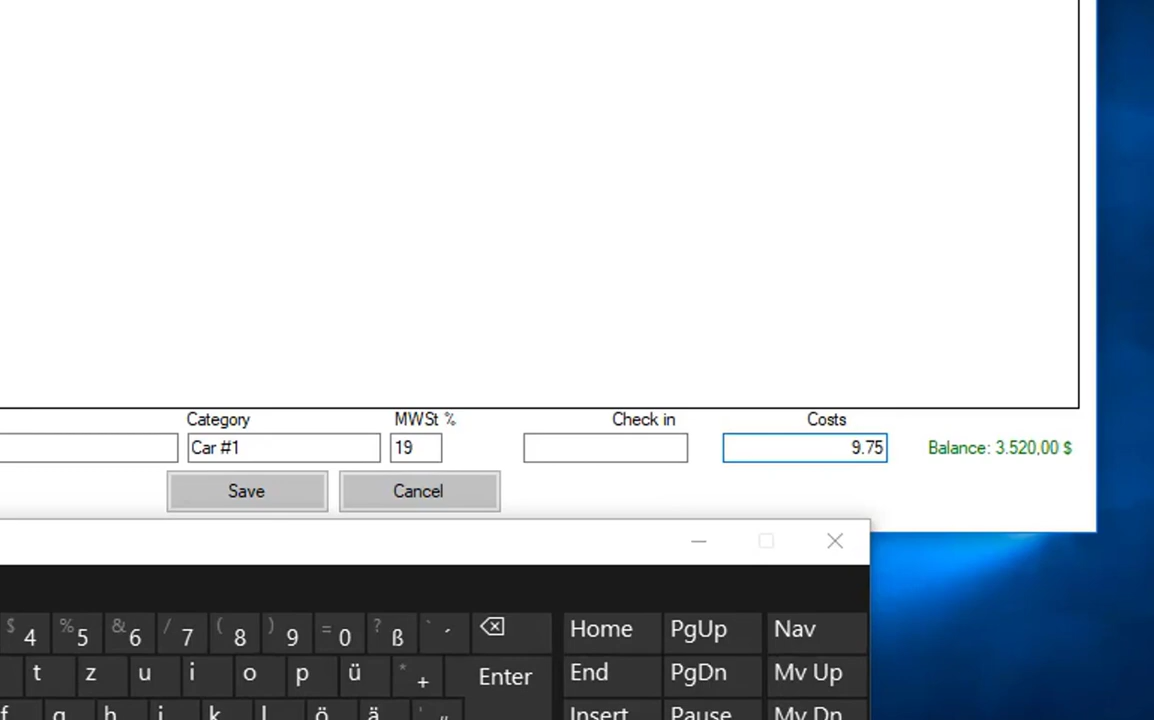 Category MWSt % Check in Costs
Car #1 19 9.75 Balance: 3.520,00 $
Save Cancel
$ 4 % 5 & 6 / 7 ( 8 ) 9 = 0 ? ß ` ´ Home PgUp Nav
t z u i o p ü * + Enter End PgDn Mv Up
f g h j k l ö ä ' Insert Pause Mv Dn